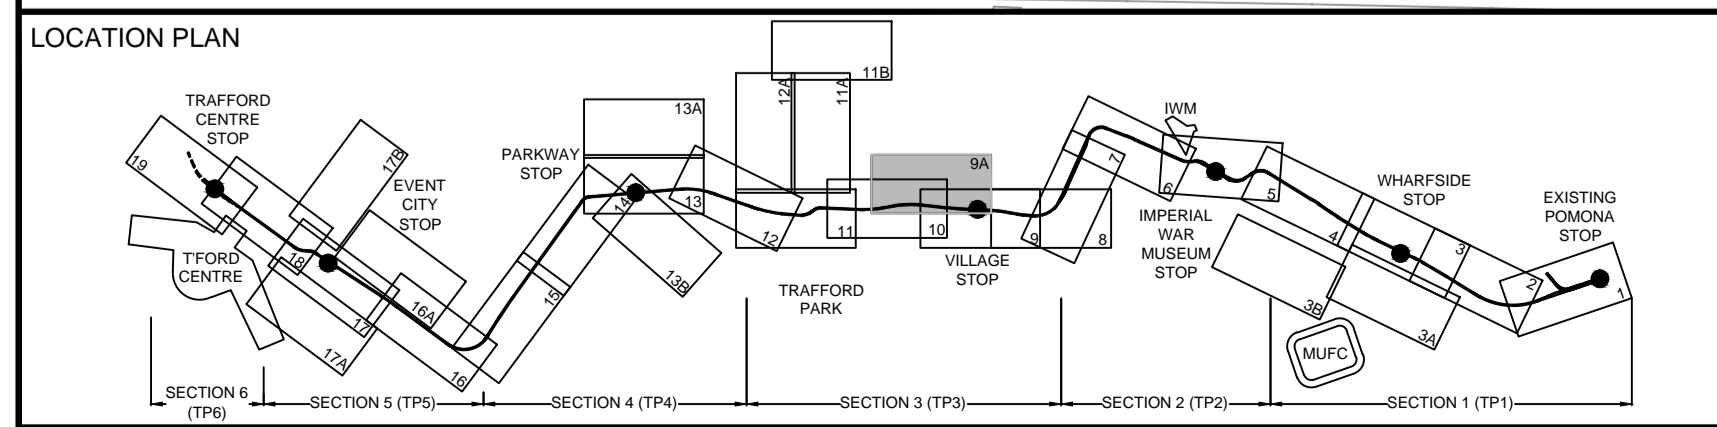 LOCATION PLAN
TRAFFORD
CENTRE
STOP
19
T'FORD
CENTRE
18
17B
EVENT
CITY
STOP
17
17A
16A
16
PARKWAY
STOP
13A
14
13
13B
15
12
12A
11A
11B
11
TRAFFORD
PARK
9A
10
VILLAGE
STOP
9
8
7
IWM
6
IMPERIAL
WAR
MUSEUM
STOP
5
WHARFSIDE
STOP
4
3
3B
3A
MUFC
EXISTING
POMONA
STOP
2
1
SECTION 6
(TP6)
SECTION 5 (TP5)
SECTION 4 (TP4)
SECTION 3 (TP3)
SECTION 2 (TP2)
SECTION 1 (TP1)